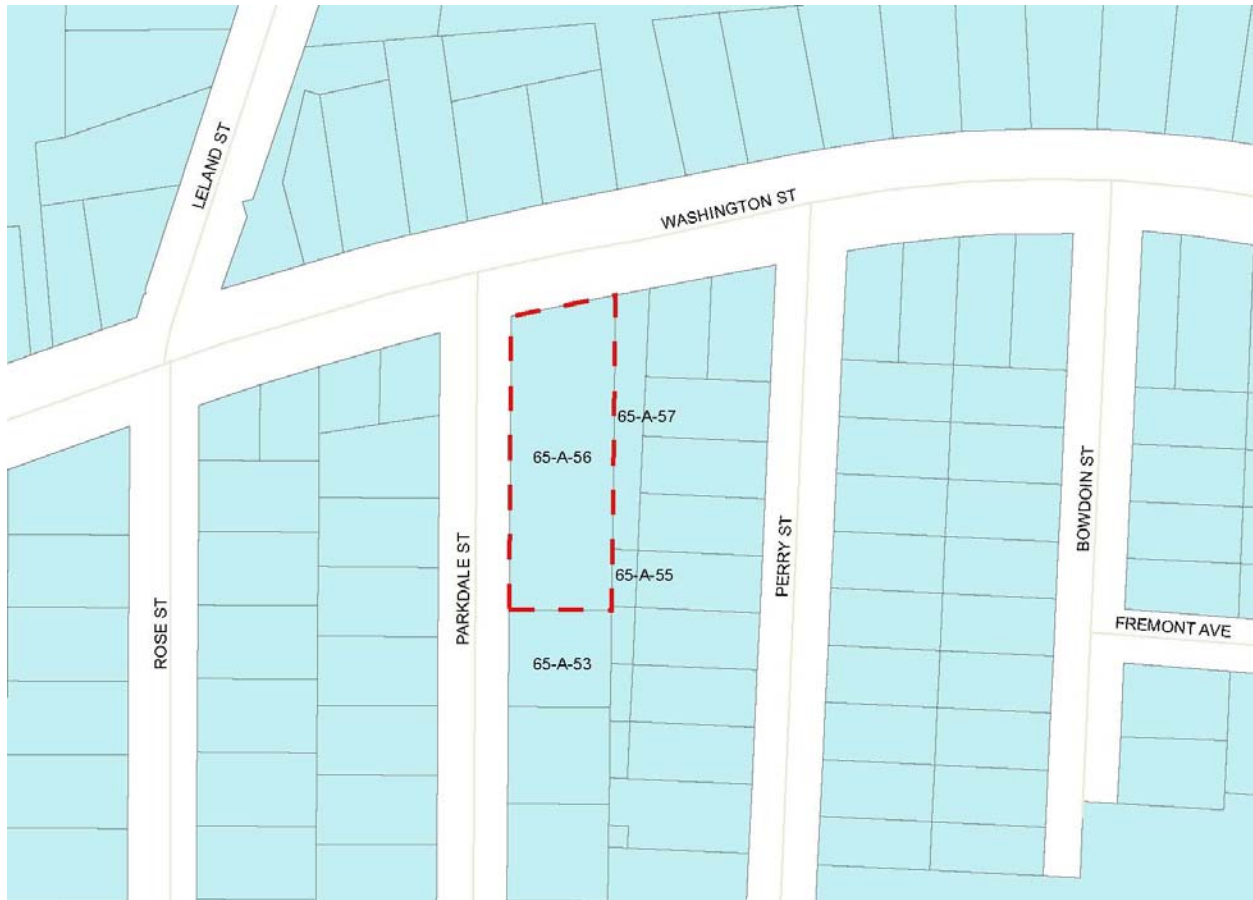 LELAND ST
WASHINGTON ST
65-A-57
65-A-56
BOWDOIN ST
PERRY ST
65-A-55
PARKDALE ST
ROSE ST
FREMONT AVE
65-A-53